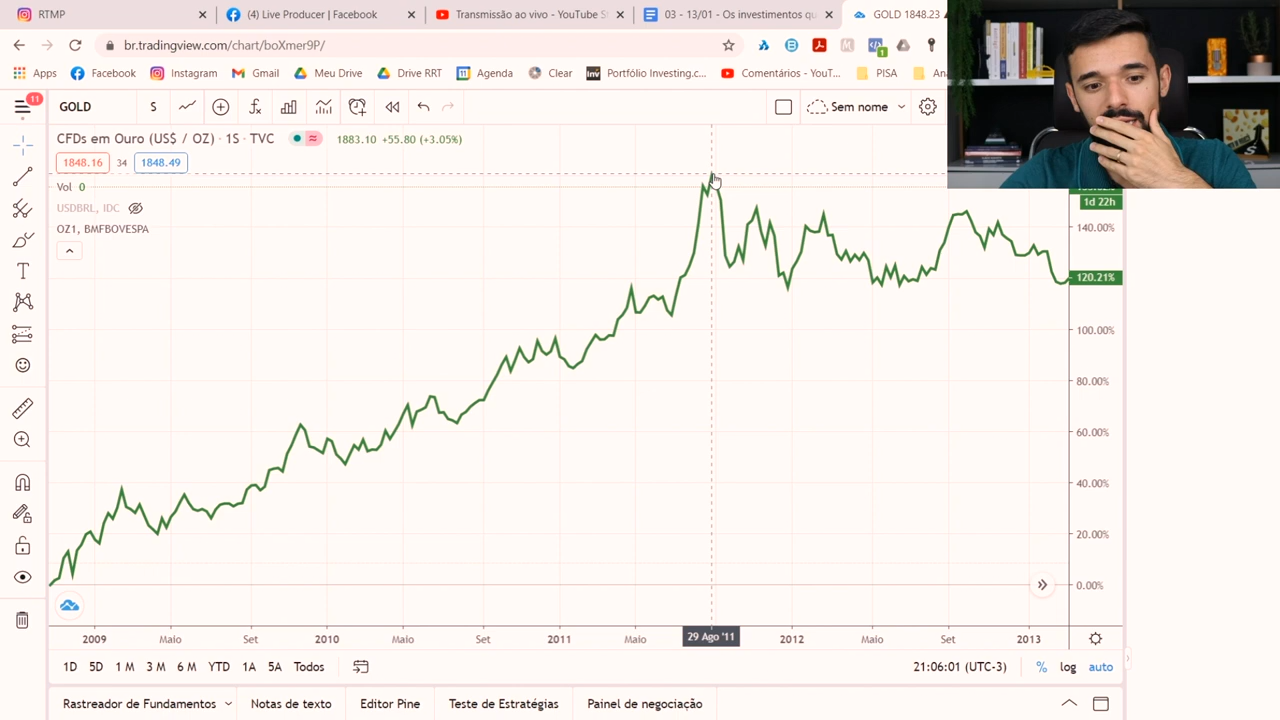 RTMP
(4) Live Producer | Facebook
Transmissão ao vivo - YouTube S
03 - 13/01 - Os investimentos qu
GOLD 1848.23
br.tradingview.com/chart/boXmer9P/
Apps
Facebook
Instagram
Gmail
Meu Drive
Drive RRT
Agenda
Clear
Inv
Portfólio Investing.c...
Comentários - YouT...
PISA
An
11
GOLD
Sem nome
CFDs em Ouro (US$ / OZ) · 1S · TVC
1883.10 +55.80 (+3.05%)
1848.16
34
1848.49
Vol 0
USDBRL, IDC
OZ1, BMFBOVESPA
1d 22h
140.00%
120.21%
100.00%
80.00%
60.00%
40.00%
20.00%
0.00%
2009
Maio
Set
2010
Maio
Set
2011
Maio
29 Ago '11
2012
Maio
Set
2013
1D
5D
1 M
3 M
6 M
YTD
1A
5A
Todos
21:06:01 (UTC-3)
%
log
auto
Rastreador de Fundamentos
Notas de texto
Editor Pine
Teste de Estratégias
Painel de negociação